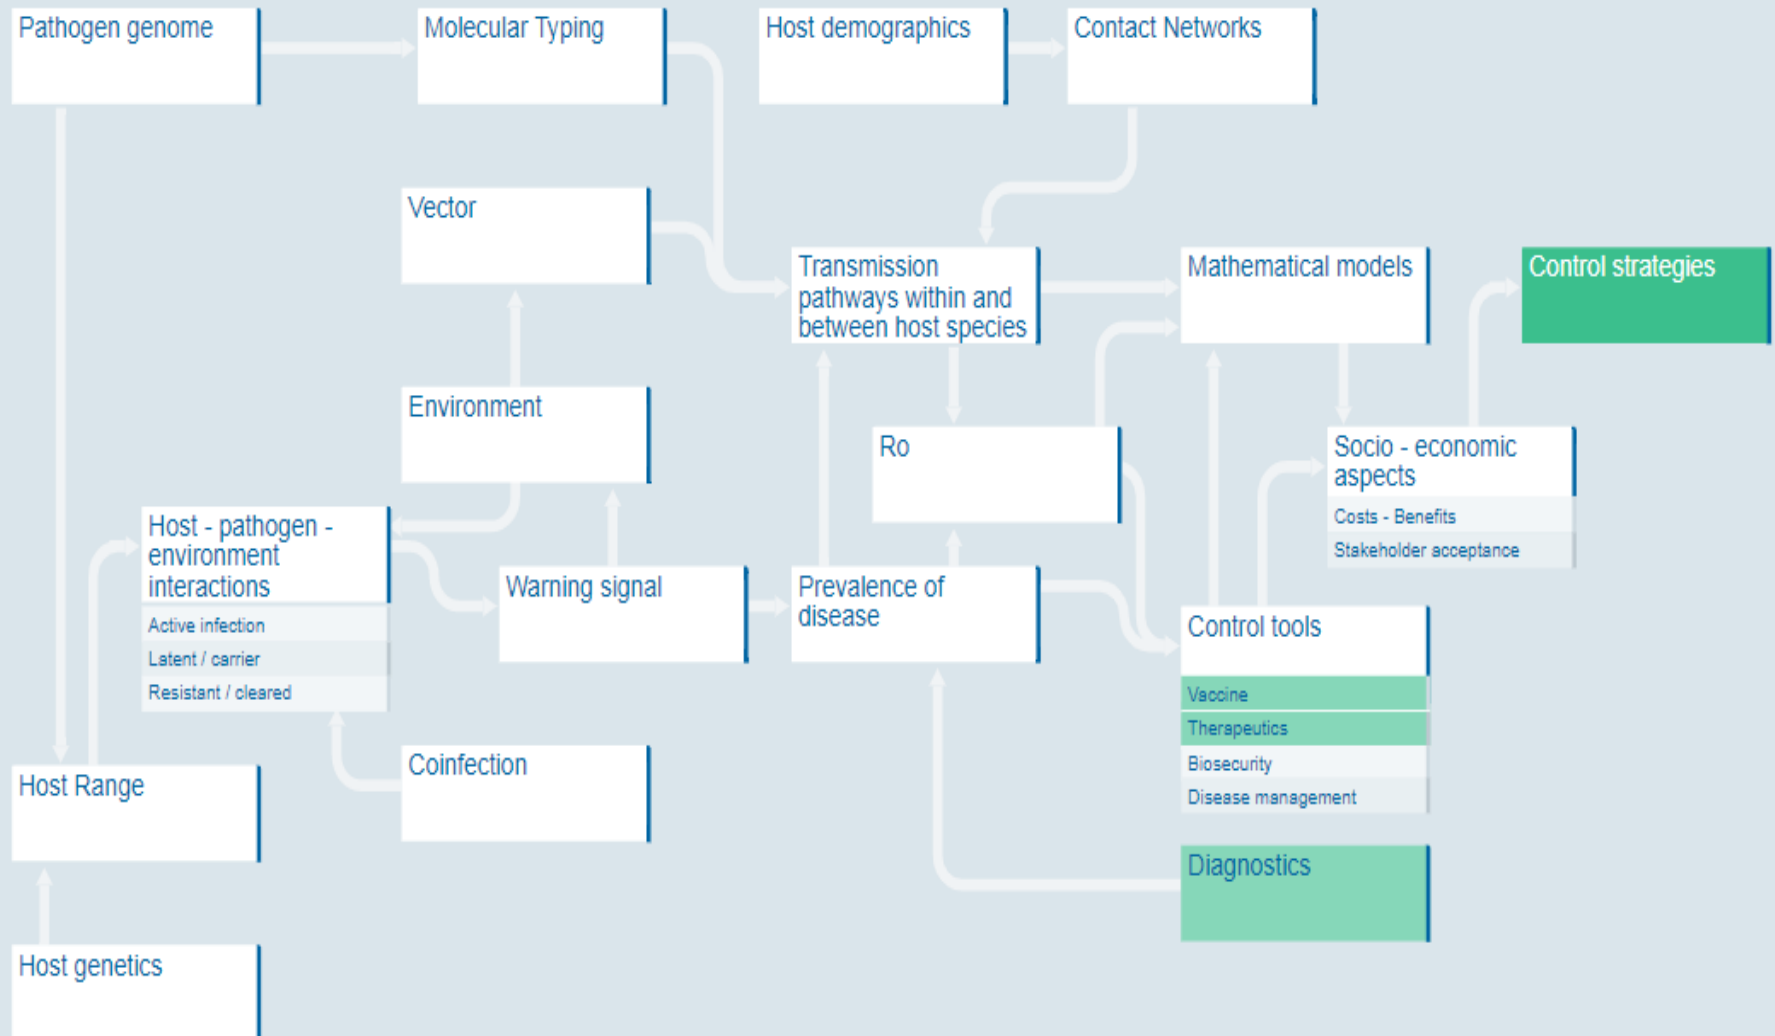 Pathogen genome
Molecular Typing
Host demographics
Contact Networks
Vector
Transmission
pathways within and
between host species
Mathematical models
Control strategies
Environment
Ro
Socio - economic
aspects
Costs - Benefits
Stakeholder acceptance
Host - pathogen -
environment
interactions
Active infection
Latent / carrier
Resistant / cleared
Warning signal
Prevalence of
disease
Control tools
Vaccine
Therapeutics
Biosecurity
Disease management
Host Range
Coinfection
Diagnostics
Host genetics